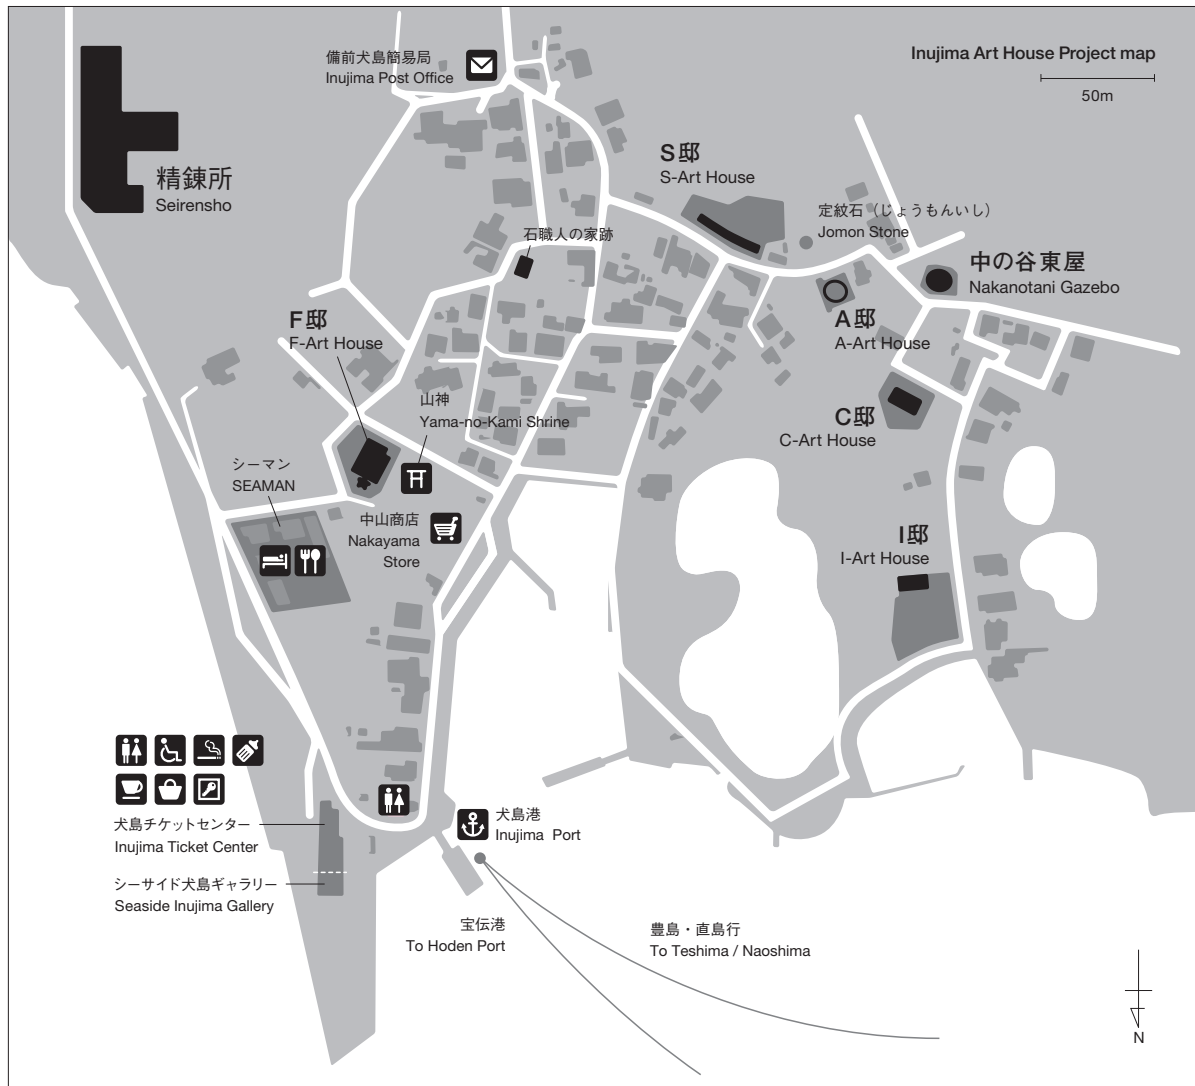 備前犬島簡易局
Inujima Post Office
Inujima Art House Project map
50m
精錬所
Seirensho
S邸
S-Art House
定紋石（じょうもんいし）
Jomon Stone
石職人の家跡
中の谷東屋
Nakanotani Gazebo
F邸
F-Art House
A邸
A-Art House
山神
Yama-no-Kami Shrine
C邸
C-Art House
シーマン
SEAMAN
中山商店
Nakayama
Store
I邸
I-Art House
犬島チケットセンター
Inujima Ticket Center
犬島港
Inujima Port
シーサイド犬島ギャラリー
Seaside Inujima Gallery
宝伝港
To Hoden Port
豊島・直島行
To Teshima / Naoshima
N